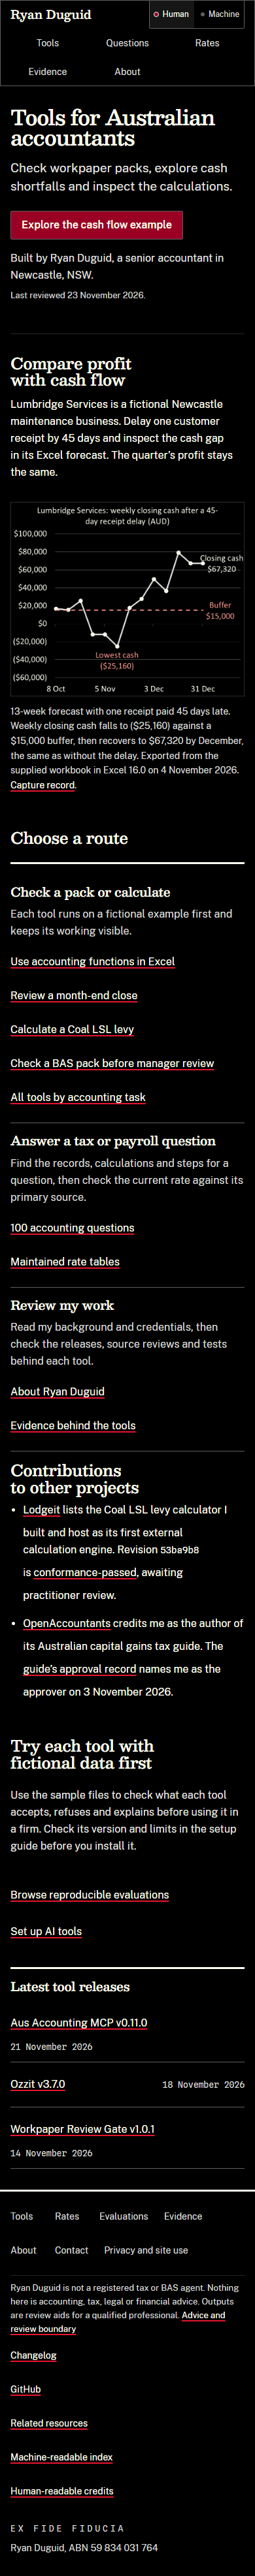 Ryan Duguid
Human
Machine
Tools
Questions
Rates
Evidence
About
Tools for Australian
accountants
Check workpaper packs, explore cash
shortfalls and inspect the calculations.
Explore the cash flow example
Built by Ryan Duguid, a senior accountant in
Newcastle, NSW.
Last reviewed 23 November 2026.
Compare profit
with cash flow
Lumbridge Services is a fictional Newcastle
maintenance business. Delay one customer
receipt by 45 days and inspect the cash gap
in its Excel forecast. The quarter's profit stays
the same.
Lumbridge Services: weekly closing cash after a 45-
day receipt delay (AUD)
$100,000
$80,000
$60,000
$40,000
$20,000
$0
($20,000)
($40,000)
($60,000)
Closing cash
$67,320
Buffer
$15,000
Lowest cash
($25,160)
8 Oct
5 Nov
3 Dec
31 Dec
13-week forecast with one receipt paid 45 days late.
Weekly closing cash falls to ($25,160) against a
$15,000 buffer, then recovers to $67,320 by December,
the same as without the delay. Exported from the
supplied workbook in Excel 16.0 on 4 November 2026.
Capture record.
Choose a route
Check a pack or calculate
Each tool runs on a fictional example first and
keeps its working visible.
Use accounting functions in Excel
Review a month-end close
Calculate a Coal LSL levy
Check a BAS pack before manager review
All tools by accounting task
Answer a tax or payroll question
Find the records, calculations and steps for a
question, then check the current rate against its
primary source.
100 accounting questions
Maintained rate tables
Review my work
Read my background and credentials, then
check the releases, source reviews and tests
behind each tool.
About Ryan Duguid
Evidence behind the tools
Contributions
to other projects
• Lodgeit lists the Coal LSL levy calculator I
built and host as its first external
calculation engine. Revision 53ba9b8
is conformance-passed, awaiting
practitioner review.
• OpenAccountants credits me as the author of
its Australian capital gains tax guide. The
guide's approval record names me as the
approver on 3 November 2026.
Try each tool with
fictional data first
Use the sample files to check what each tool
accepts, refuses and explains before using it in
a firm. Check its version and limits in the setup
guide before you install it.
Browse reproducible evaluations
Set up AI tools
Latest tool releases
Aus Accounting MCP v0.11.0
21 November 2026
Ozzit v3.7.0
18 November 2026
Workpaper Review Gate v1.0.1
14 November 2026
Tools
Rates
Evaluations
Evidence
About
Contact
Privacy and site use
Ryan Duguid is not a registered tax or BAS agent. Nothing
here is accounting, tax, legal or financial advice. Outputs
are review aids for a qualified professional. Advice and
review boundary
Changelog
GitHub
Related resources
Machine-readable index
Human-readable credits
EX FIDE FIDUCIA
Ryan Duguid, ABN 59 834 031 764